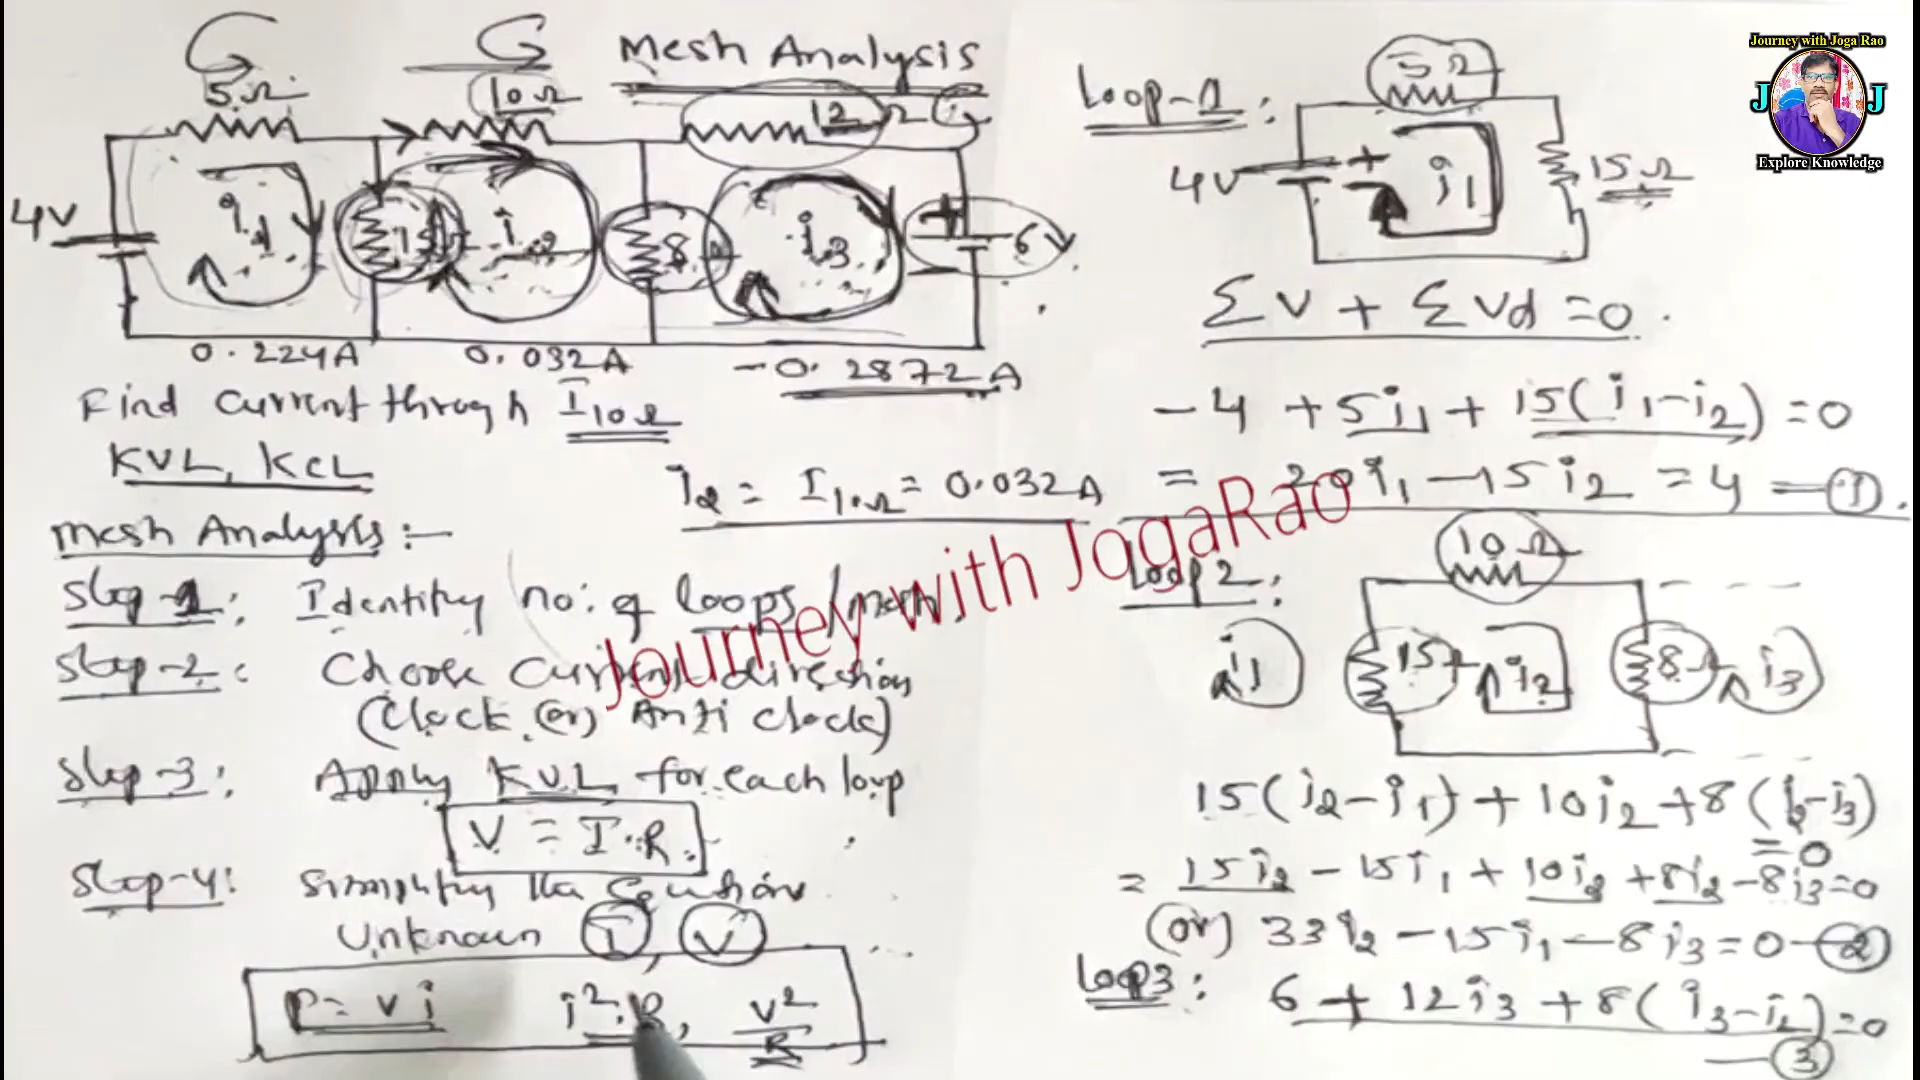 Mesh Analysis
5Ω
10Ω
12Ω
4V
i1
15Ω
i2
8Ω
i3
+
6V
0.224A
0.032A
-0.2872A
Find Current through I10Ω
KVL, KCL
I2 = I10Ω = 0.032A
Mesh Analysis :-
Step-1: Identify no. of loops/mesh.
Step-2: Choose Current direction
(Clock (or) Anti clock)
Step-3: Apply KVL for each loop
V = I.R.
Step-4: Simplify the Equations
Unknown I, V
P = Vi i².R, V²/R
Loop-1:
5Ω
4V
+
i1
15Ω
ΣV + ΣVd = 0.
-4 + 5i1 + 15(i1-i2) = 0
= 20i1 - 15i2 = 4 — 1.
Loop 2:
10Ω
i1
15Ω
i2
8Ω
i3
15(i2-i1) + 10i2 + 8(i2-i3)
= 0
= 15i2 - 15i1 + 10i2 + 8i2 - 8i3 = 0
(or) 33i2 - 15i1 - 8i3 = 0 — 2
Loop3: 6 + 12i3 + 8(i3-i2) = 0
— 3
Journey with JogaRao
Journey with Joga Rao
J J
Explore Knowledge